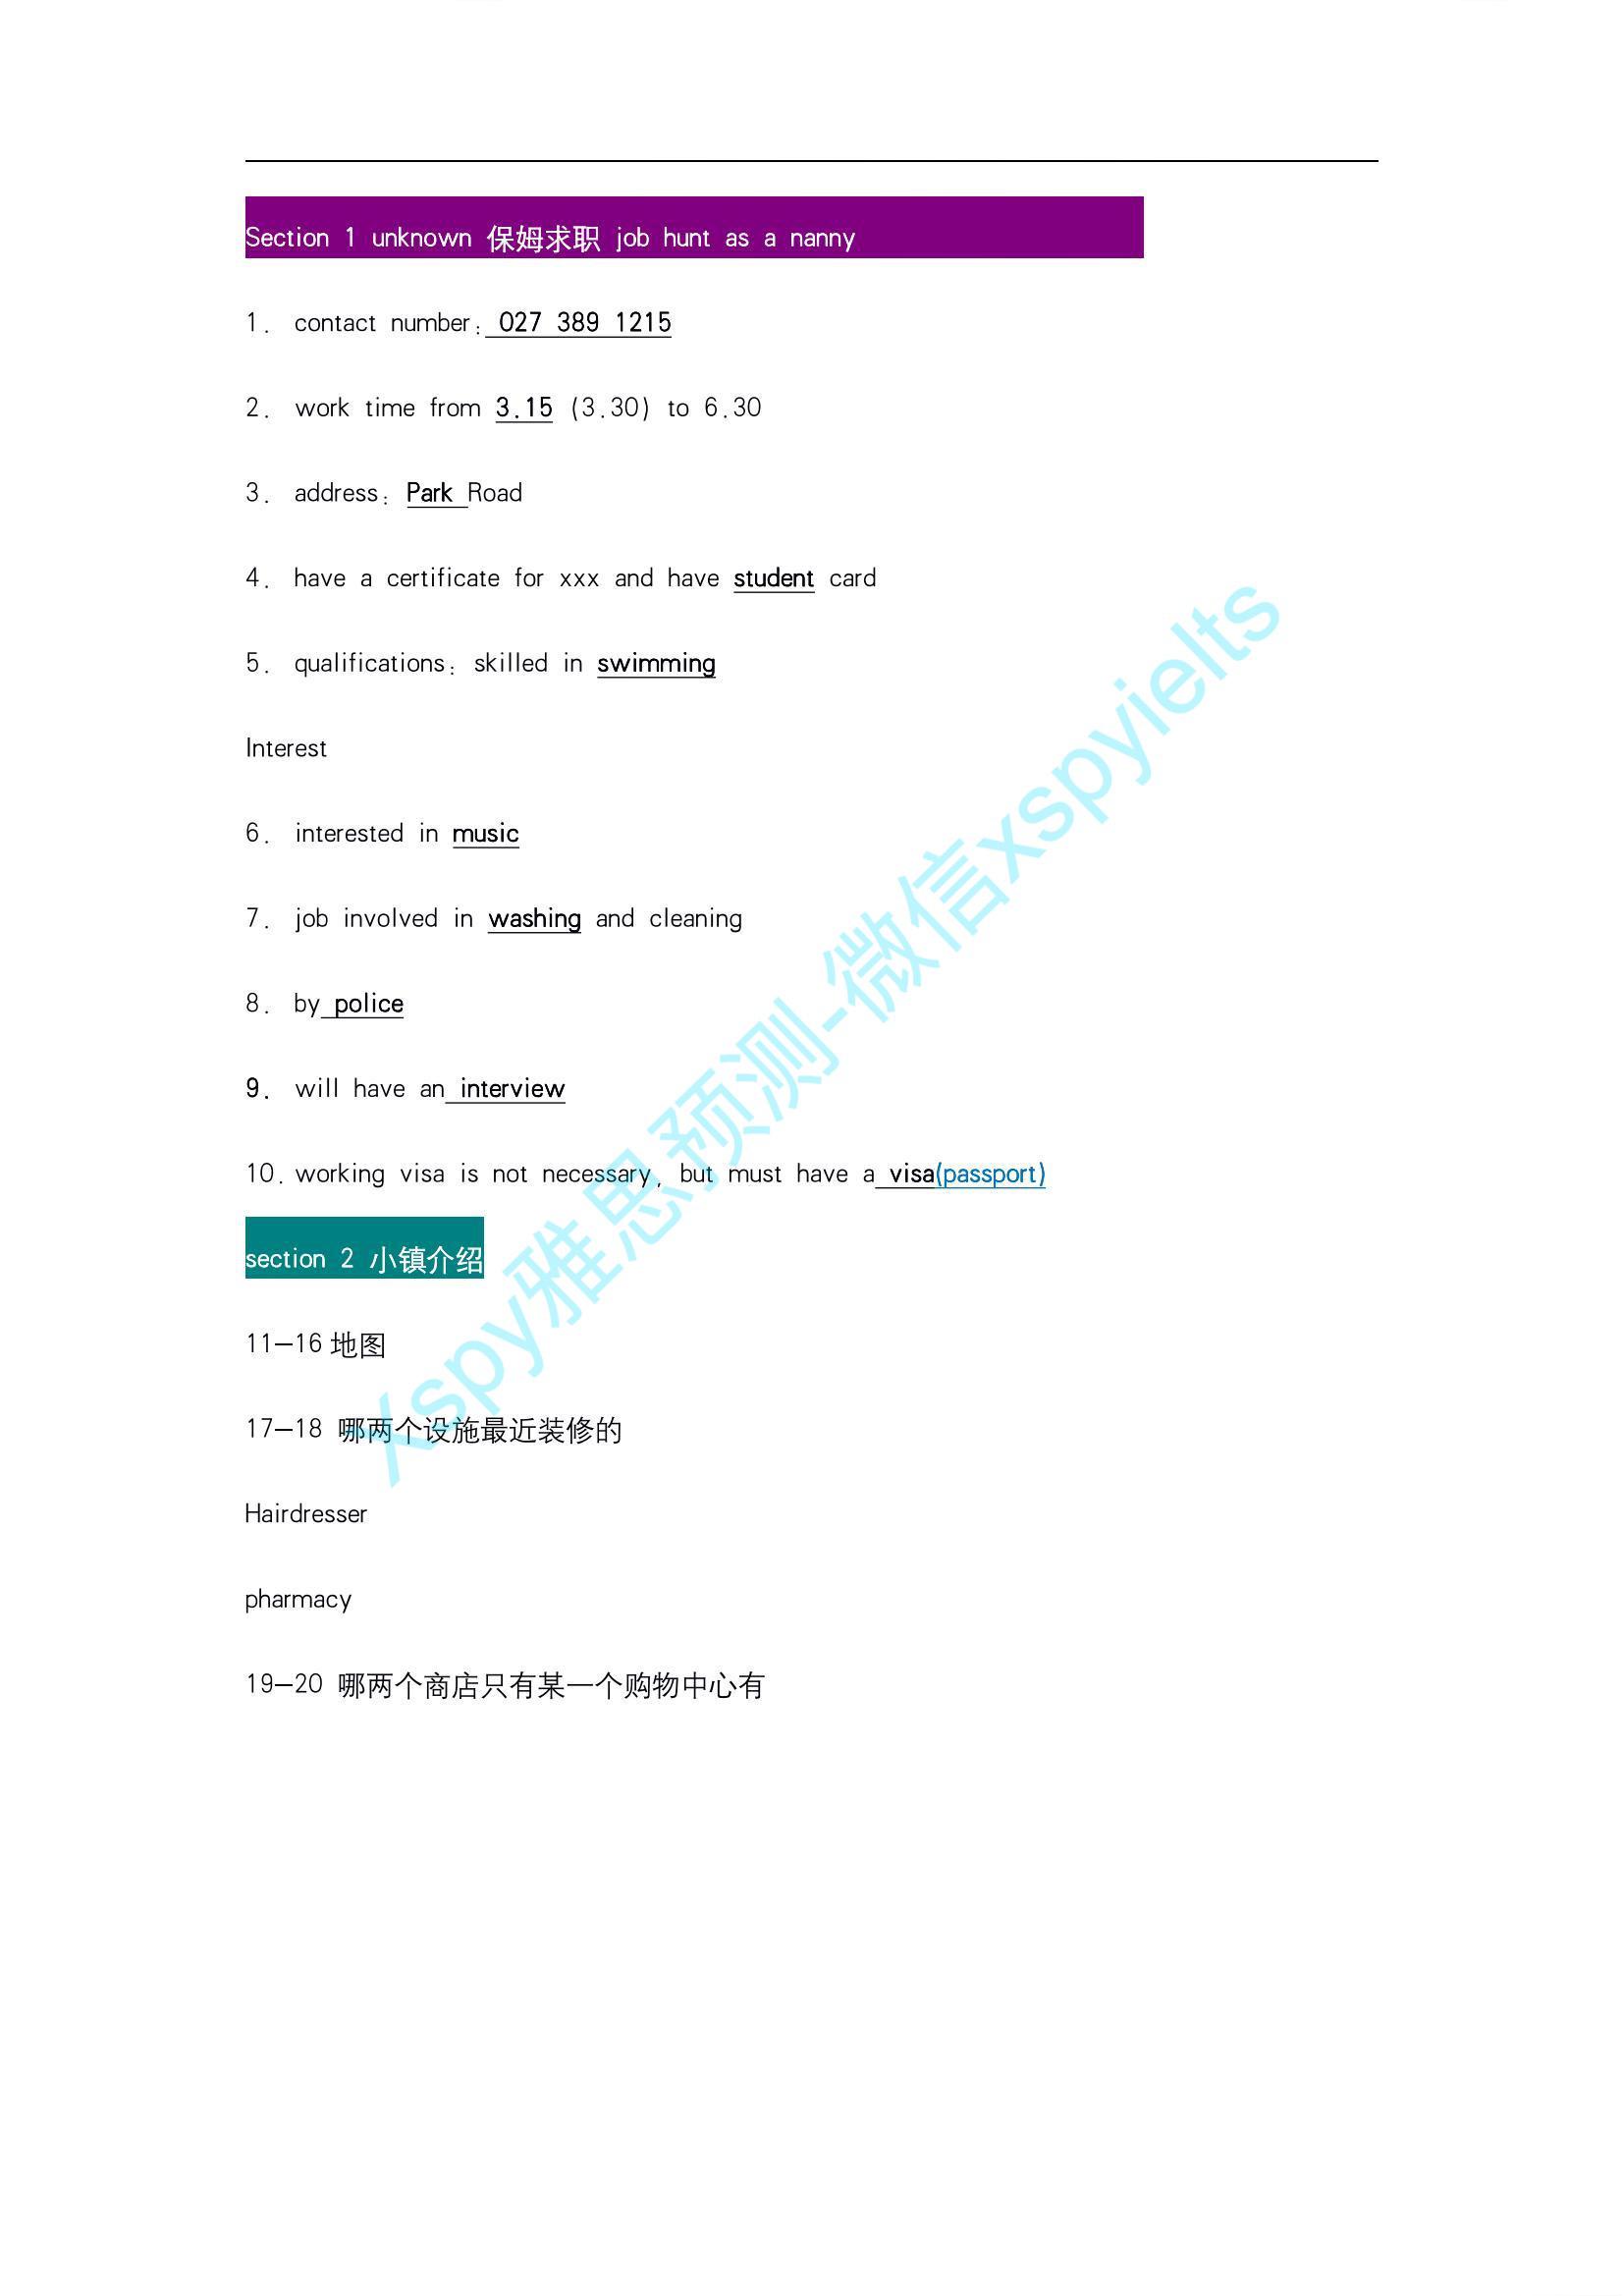 Section 1 unknown 保姆求职 job hunt as a nanny
1. contact number: 027 389 1215
2. work time from 3.15 (3.30) to 6.30
3. address: Park Road
4. have a certificate for xxx and have student card
5. qualifications: skilled in swimming
Interest
6. interested in music
7. job involved in washing and cleaning
8. by police
9. will have an interview
10. working visa is not necessary, but must have a visa(passport)
section 2 小镇介绍
11—16 地图
17—18 哪两个设施最近装修的
Hairdresser
pharmacy
19—20 哪两个商店只有某一个购物中心有
Xspy雅思预测-微信xspyielts